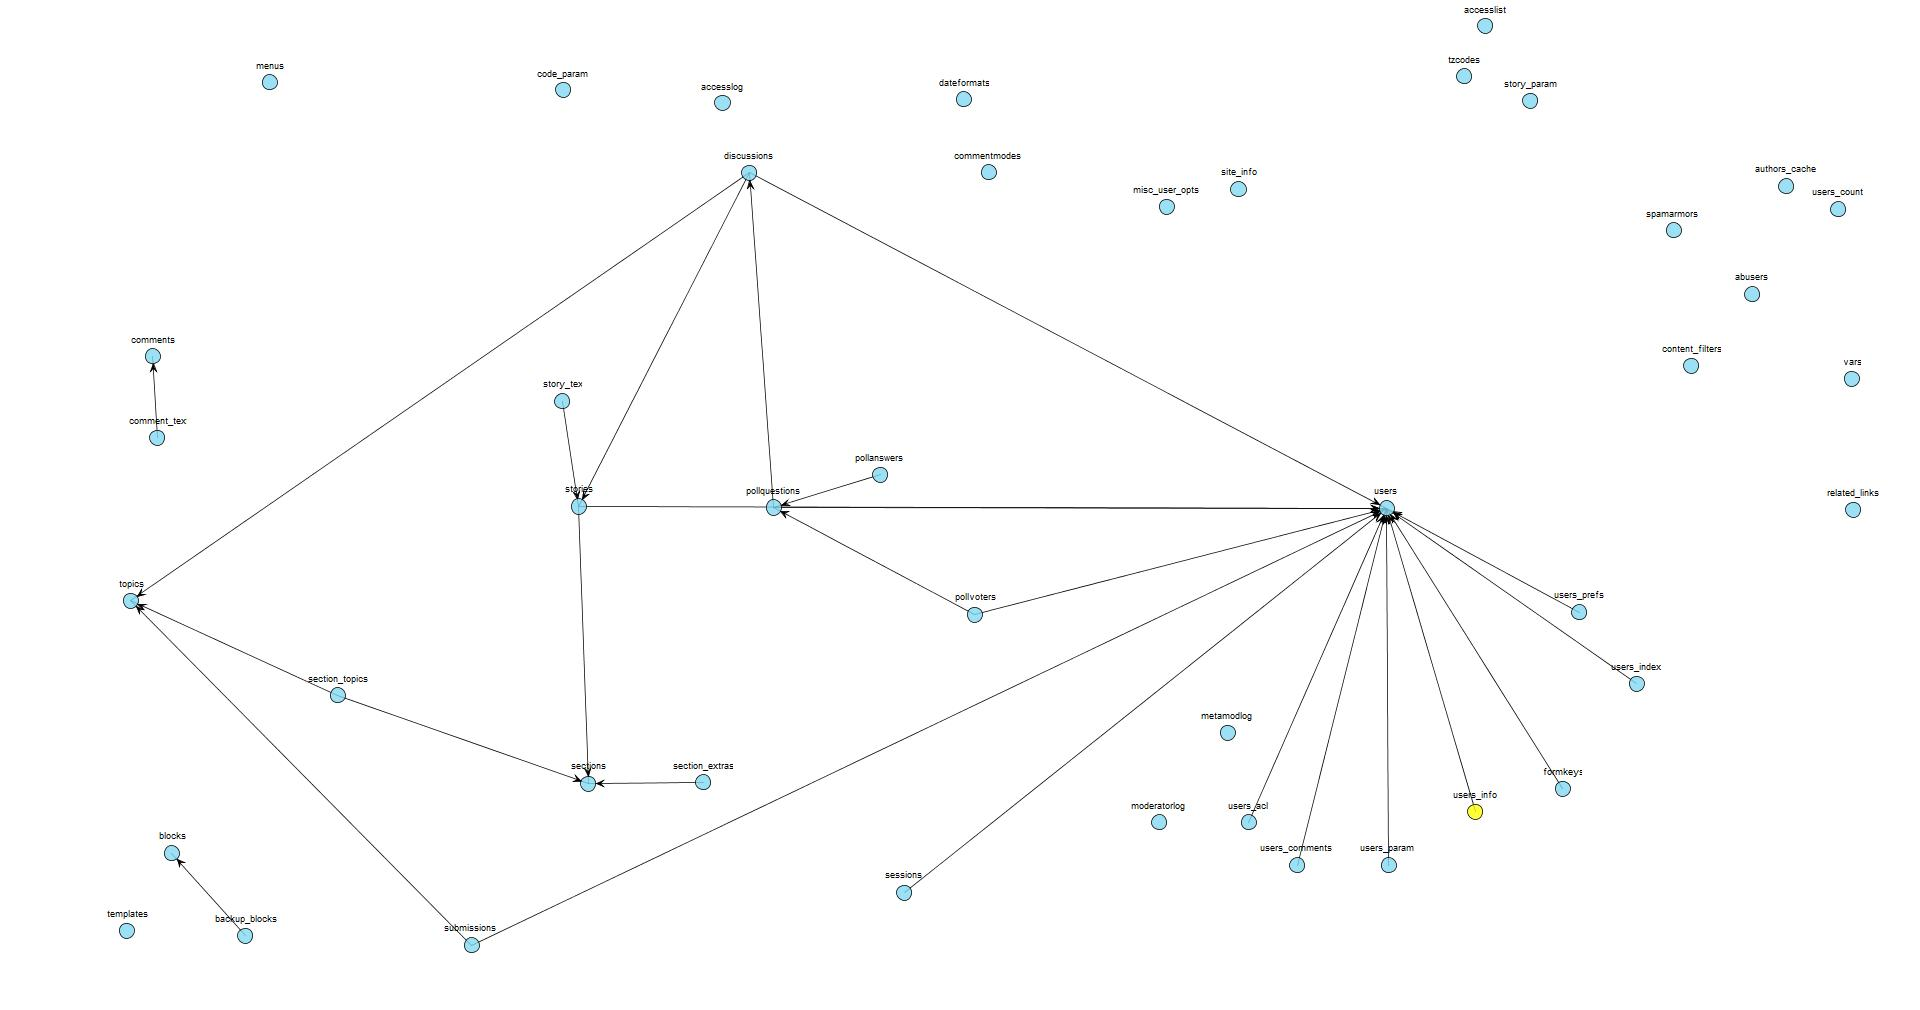 accesslist
tzcodes
menus
code_param
accesslog
dateformats
story_param
discussions
commentmodes
site_info
misc_user_opts
authors_cache
users_count
spamarmors
abusers
comments
content_filters
vars
story_tex
comment_tex
pollanswers
stories
pollquestions
users
related_links
topics
pollvoters
users_prefs
section_topics
users_index
metamodlog
sections
section_extras
formkeys
users_info
moderatorlog
users_acl
blocks
users_comments
users_param
sessions
templates
backup_blocks
submissions